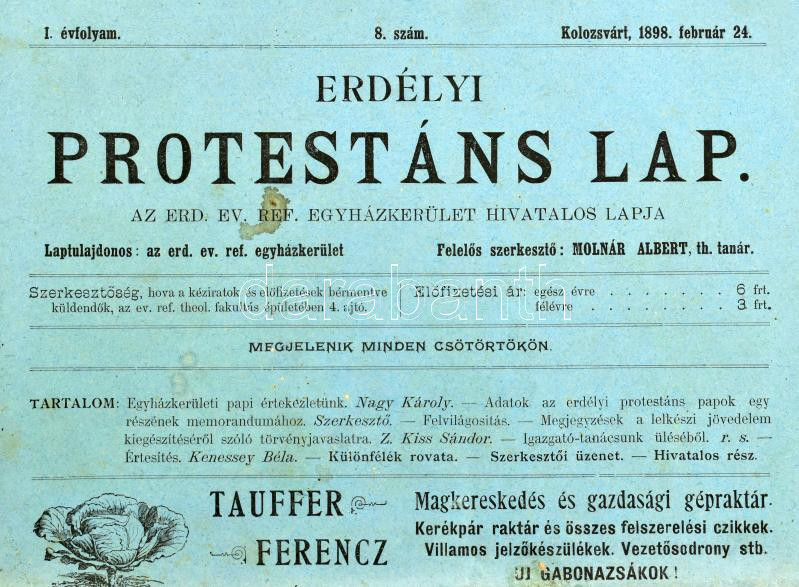 I. évfolyam. 8. szám. Kolozsvárt, 1898. február 24.
ERDÉLYI
PROTESTÁNS LAP.
AZ ERD. EV. REF. EGYHÁZKERÜLET HIVATALOS LAPJA
Laptulajdonos: az erd. ev. ref. egyházkerület Felelős szerkesztő: MOLNÁR ALBERT, th. tanár.
Szerkesztőség, hova a kéziratok és előfizetések bérmentve
küldendők, az ev. ref. theol. fakultás épületében 4. ajtó.
Előfizetési ár: egész évre . . . . . . . . 6 frt.
félévre . . . . . . . . . 3 frt.
darabanth
MEGJELENIK MINDEN CSÖTÖRTÖKÖN.
TARTALOM: Egyházkerületi papi értekezletünk. Nagy Károly. — Adatok az erdélyi protestáns papok egy
részének memorandumához. Szerkesztő. — Felvilágosítás. — Megjegyzések a lelkészi jövedelem
kiegészítéséről szóló törvényjavaslatra. Z. Kiss Sándor. — Igazgató-tanácsunk üléséből. r. s. —
Értesítés. Kenessey Béla. — Különfélék rovata. — Szerkesztői üzenet. — Hivatalos rész.
TAUFFER
FERENCZ
Magkereskedés és gazdasági gépraktár.
Kerékpár raktár és összes felszerelési czikkek.
Villamos jelzőkészülékek. Vezetősodrony stb.
UJ GABONAZSÁKOK!